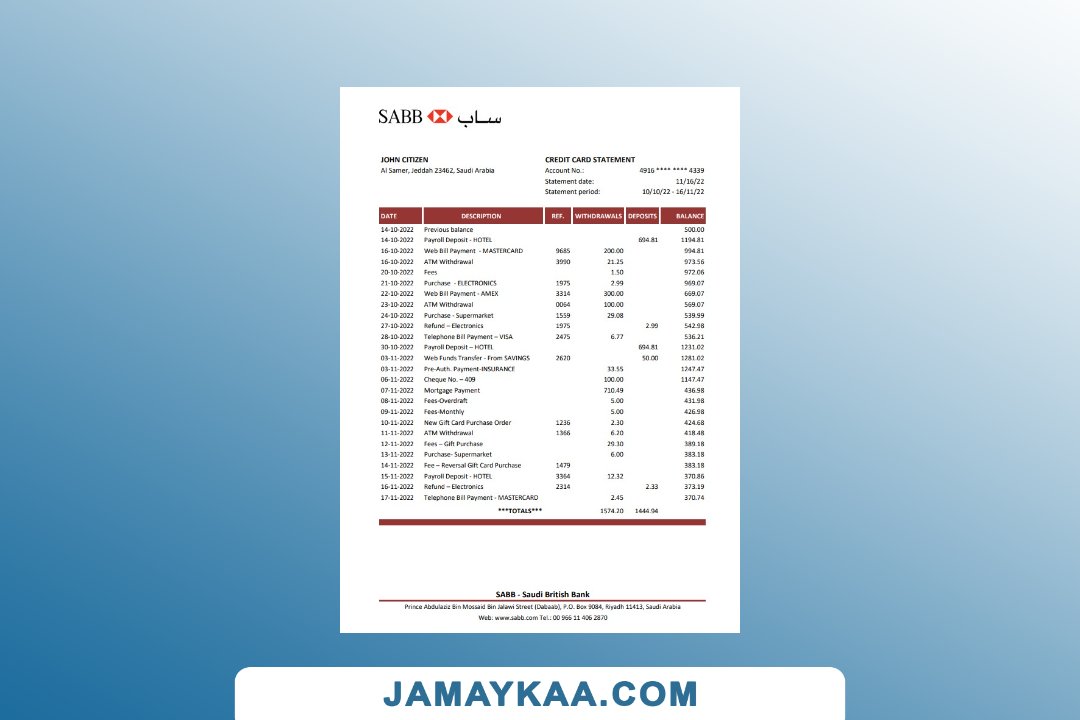 SABB ساب
JOHN CITIZEN
Al Samer, Jeddah 23462, Saudi Arabia
CREDIT CARD STATEMENT
Account No.: 4916 **** **** 4339
Statement date: 11/16/22
Statement period: 10/10/22 - 16/11/22
DATE DESCRIPTION REF. WITHDRAWALS DEPOSITS BALANCE
14-10-2022 Previous balance 500.00
14-10-2022 Payroll Deposit - HOTEL 694.81 1194.81
16-10-2022 Web Bill Payment - MASTERCARD 9685 200.00 994.81
16-10-2022 ATM Withdrawal 3990 21.25 973.56
20-10-2022 Fees 1.50 972.06
21-10-2022 Purchase - ELECTRONICS 1975 2.99 969.07
22-10-2022 Web Bill Payment - AMEX 3314 300.00 669.07
23-10-2022 ATM Withdrawal 0064 100.00 569.07
24-10-2022 Purchase - Supermarket 1559 29.08 539.99
27-10-2022 Refund – Electronics 1975 2.99 542.98
28-10-2022 Telephone Bill Payment – VISA 2475 6.77 536.21
30-10-2022 Payroll Deposit – HOTEL 694.81 1231.02
03-11-2022 Web Funds Transfer - From SAVINGS 2620 50.00 1281.02
03-11-2022 Pre-Auth. Payment-INSURANCE 33.55 1247.47
06-11-2022 Cheque No. – 409 100.00 1147.47
07-11-2022 Mortgage Payment 710.49 436.98
08-11-2022 Fees-Overdraft 5.00 431.98
09-11-2022 Fees-Monthly 5.00 426.98
10-11-2022 New Gift Card Purchase Order 1236 2.30 424.68
11-11-2022 ATM Withdrawal 1366 6.20 418.48
12-11-2022 Fees – Gift Purchase 29.30 389.18
13-11-2022 Purchase- Supermarket 6.00 383.18
14-11-2022 Fee – Reversal Gift Card Purchase 1479 383.18
15-11-2022 Payroll Deposit - HOTEL 3364 12.32 370.86
16-11-2022 Refund – Electronics 2314 2.33 373.19
17-11-2022 Telephone Bill Payment - MASTERCARD 2.45 370.74
***TOTALS*** 1574.20 1444.94
SABB - Saudi British Bank
Prince Abdulaziz Bin Mossaid Bin Jalawi Street (Dabaab), P.O. Box 9084, Riyadh 11413, Saudi Arabia
Web: www.sabb.com Tel.: 00 966 11 406 2870
JAMAYKAA.COM